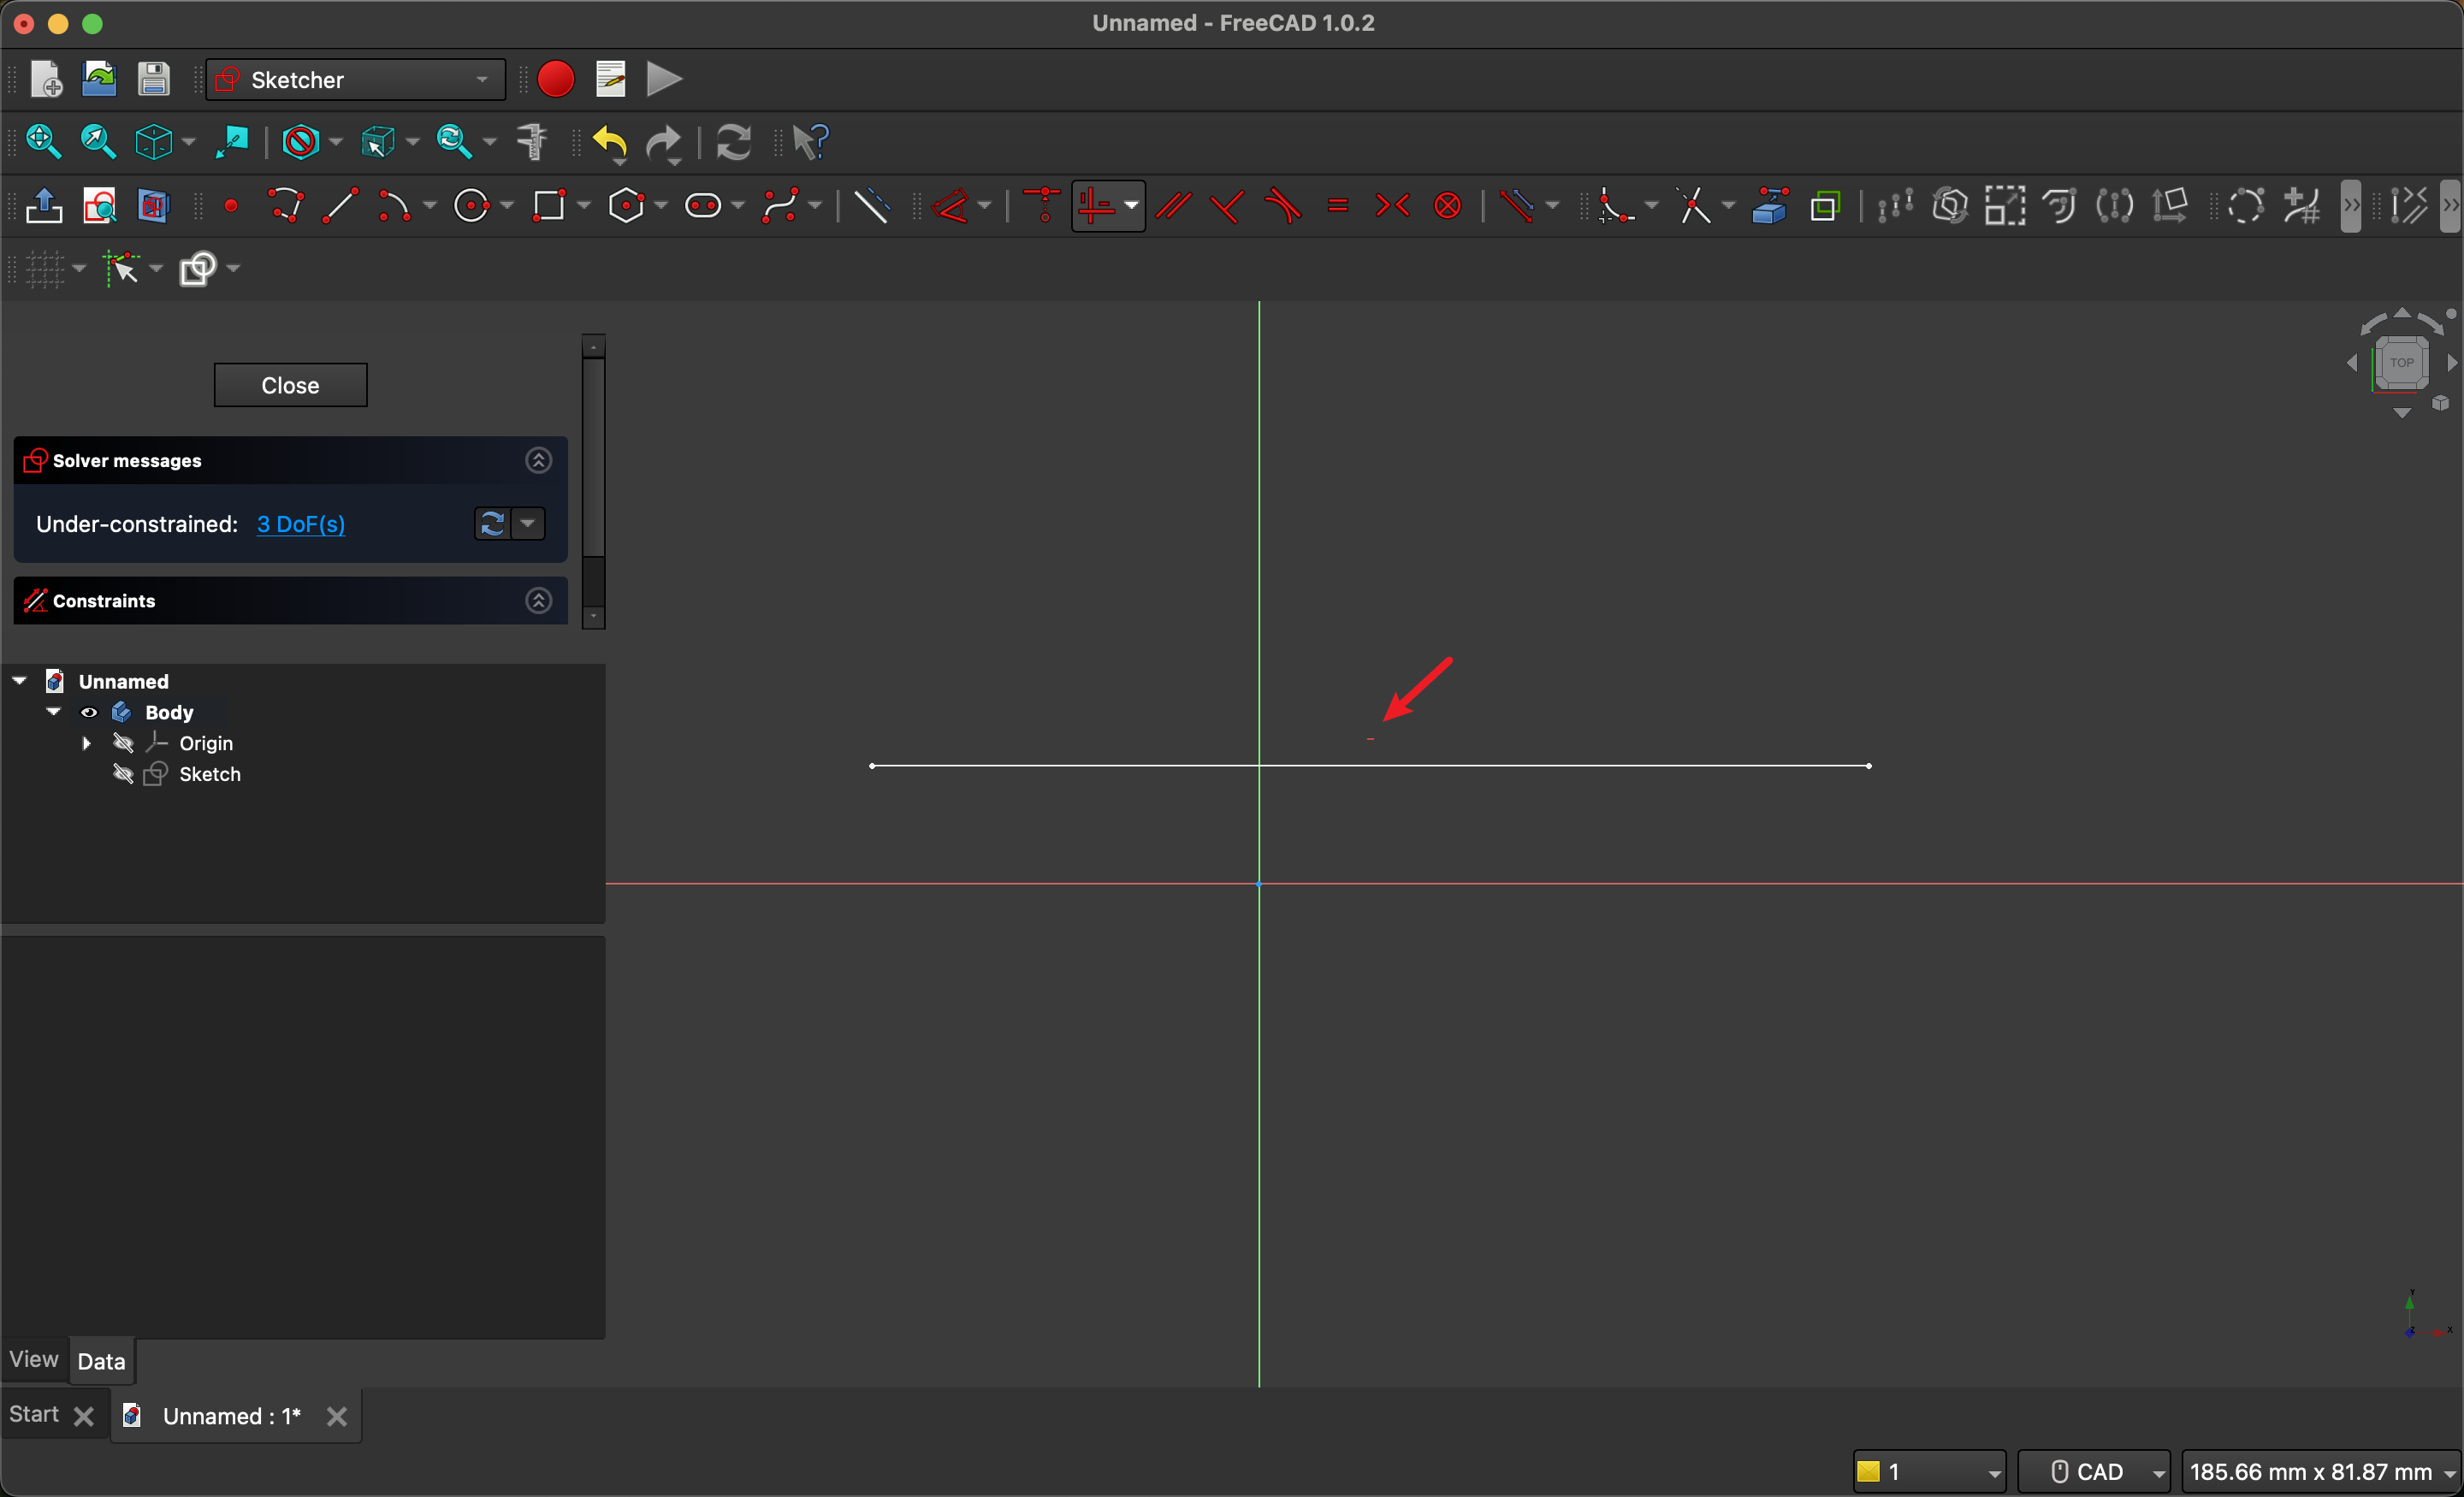 Unnamed - FreeCAD 1.0.2
Sketcher
TOP
Close
Solver messages
Under-constrained: 3 DoF(s)
Constraints
Unnamed
Body
Origin
Sketch
Y
Z X
View Data
Start Unnamed : 1*
1 CAD 185.66 mm x 81.87 mm